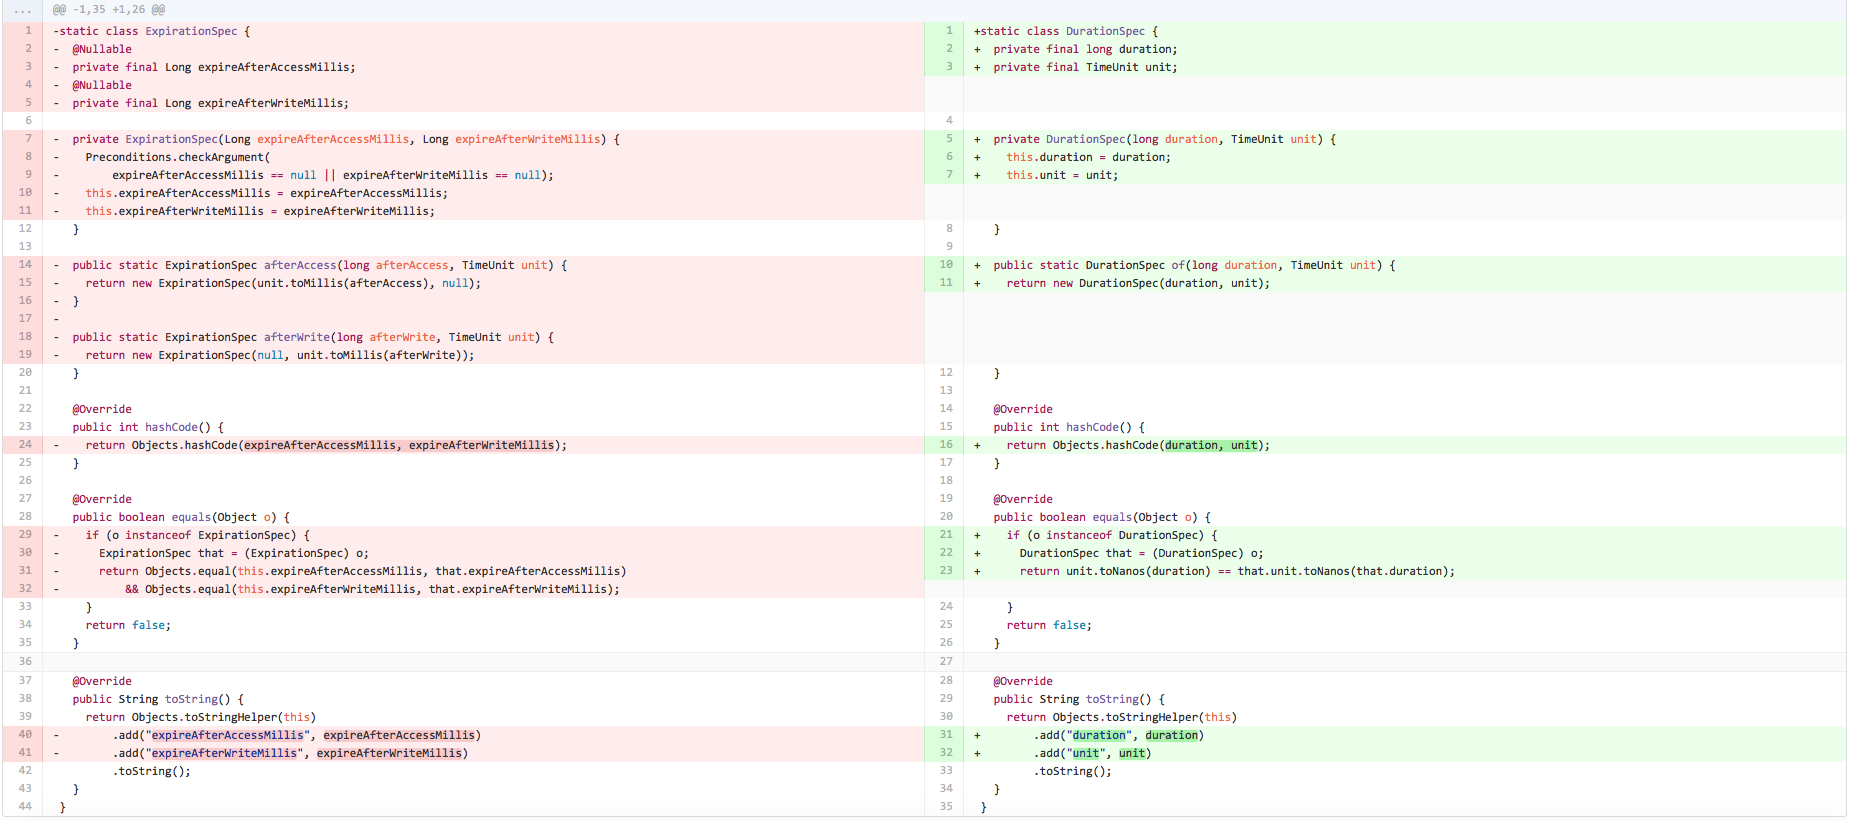 ... @@ -1,35 +1,26 @@
1 -static class ExpirationSpec {
2 -  @Nullable
3 -  private final Long expireAfterAccessMillis;
4 -  @Nullable
5 -  private final Long expireAfterWriteMillis;
6
7 -  private ExpirationSpec(Long expireAfterAccessMillis, Long expireAfterWriteMillis) {
8 -    Preconditions.checkArgument(
9 -        expireAfterAccessMillis == null || expireAfterWriteMillis == null);
10 -    this.expireAfterAccessMillis = expireAfterAccessMillis;
11 -    this.expireAfterWriteMillis = expireAfterWriteMillis;
12   }
13
14 -  public static ExpirationSpec afterAccess(long afterAccess, TimeUnit unit) {
15 -    return new ExpirationSpec(unit.toMillis(afterAccess), null);
16 -  }
17 -
18 -  public static ExpirationSpec afterWrite(long afterWrite, TimeUnit unit) {
19 -    return new ExpirationSpec(null, unit.toMillis(afterWrite));
20   }
21
22   @Override
23   public int hashCode() {
24 -    return Objects.hashCode(expireAfterAccessMillis, expireAfterWriteMillis);
25   }
26
27   @Override
28   public boolean equals(Object o) {
29 -    if (o instanceof ExpirationSpec) {
30 -      ExpirationSpec that = (ExpirationSpec) o;
31 -      return Objects.equal(this.expireAfterAccessMillis, that.expireAfterAccessMillis)
32 -          && Objects.equal(this.expireAfterWriteMillis, that.expireAfterWriteMillis);
33     }
34     return false;
35   }
36
37   @Override
38   public String toString() {
39     return Objects.toStringHelper(this)
40 -        .add("expireAfterAccessMillis", expireAfterAccessMillis)
41 -        .add("expireAfterWriteMillis", expireAfterWriteMillis)
42         .toString();
43   }
44 }
1 +static class DurationSpec {
2 +  private final long duration;
3 +  private final TimeUnit unit;
4
5 +  private DurationSpec(long duration, TimeUnit unit) {
6 +    this.duration = duration;
7 +    this.unit = unit;
8   }
9
10 +  public static DurationSpec of(long duration, TimeUnit unit) {
11 +    return new DurationSpec(duration, unit);
12   }
13
14   @Override
15   public int hashCode() {
16 +    return Objects.hashCode(duration, unit);
17   }
18
19   @Override
20   public boolean equals(Object o) {
21 +    if (o instanceof DurationSpec) {
22 +      DurationSpec that = (DurationSpec) o;
23 +      return unit.toNanos(duration) == that.unit.toNanos(that.duration);
24     }
25     return false;
26   }
27
28   @Override
29   public String toString() {
30     return Objects.toStringHelper(this)
31 +        .add("duration", duration)
32 +        .add("unit", unit)
33         .toString();
34   }
35 }